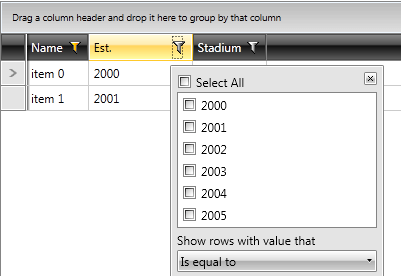 Drag a column header and drop it here to group by that column
Name Est. Stadium
item 0 2000
item 1 2001
Select All
2000
2001
2002
2003
2004
2005
Show rows with value that
Is equal to